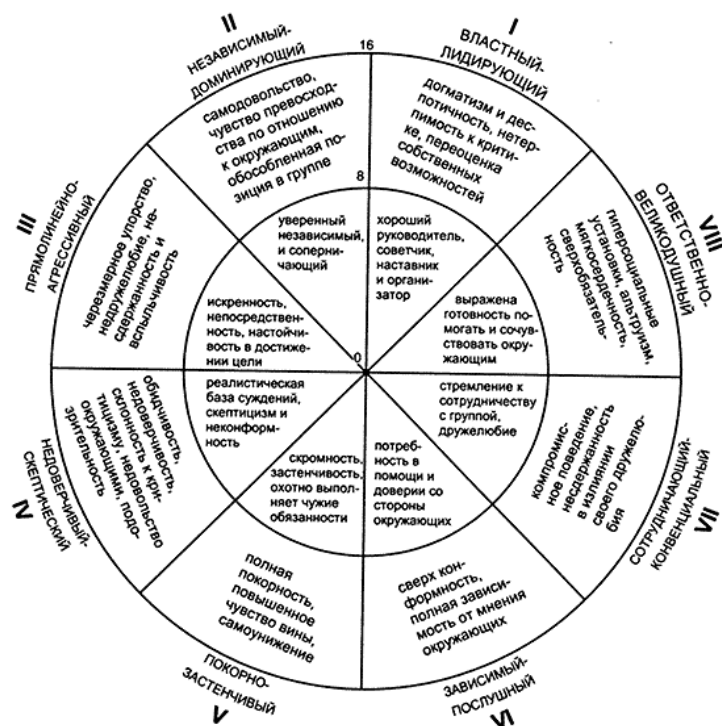 I
ВЛАСТНЫЙ-
ЛИДИРУЮЩИЙ
догматизм и дес-
потичность, нетер-
пимость к крити-
ке, переоценка
собственных
возможностей
хороший
руководитель,
советчик,
наставник
и органи-
затор
II
НЕЗАВИСИМЫЙ-
ДОМИНИРУЮЩИЙ
самодовольство,
чувство превосход-
ства по отношению
к окружающим,
обособленная по-
зиция в группе
уверенный
независимый,
и соперни-
чающий
III
ПРЯМОЛИНЕЙНО-
АГРЕССИВНЫЙ
черезмерное упорство,
недружелюбие, не-
сдержанность и
вспыльчивость
искренность,
непосредствен-
ность, настойчи-
вость в достиже-
нии цели
IV
НЕДОВЕРЧИВЫЙ-
СКЕПТИЧЕСКИЙ
обидчивость,
недоверчивость,
склонность к кри-
тицизму, недовольство
окружающими, подо-
зрительность
реалистическая
база суждений,
скептицизм и
неконформ-
ность
V
ПОКОРНО-
ЗАСТЕНЧИВЫЙ
полная
покорность,
повышенное
чувство вины,
самоунижение
скромность,
застенчивость,
охотно выпол-
няет чужие
обязанности
VI
ЗАВИСИМЫЙ-
ПОСЛУШНЫЙ
сверх кон-
формность,
полная зависи-
мость от мнения
окружающих
потреб-
ность в
помощи и
доверии со
стороны
окружающих
VII
СОТРУДНИЧАЮЩИЙ-
КОНВЕНЦИАЛЬНЫЙ
компромис-
сное поведение,
несдержанность
в излиянии
своего дружелю-
бия
стремление к
сотрудничеству
с группой,
дружелюбие
VIII
ОТВЕТСТВЕННО-
ВЕЛИКОДУШНЫЙ
гиперсоциальные
установки, альтруизм,
мягкосердечность,
сверхобязатель-
ность
выражена
готовность по-
могать и сочув-
ствовать окру-
жающим
16
8
0